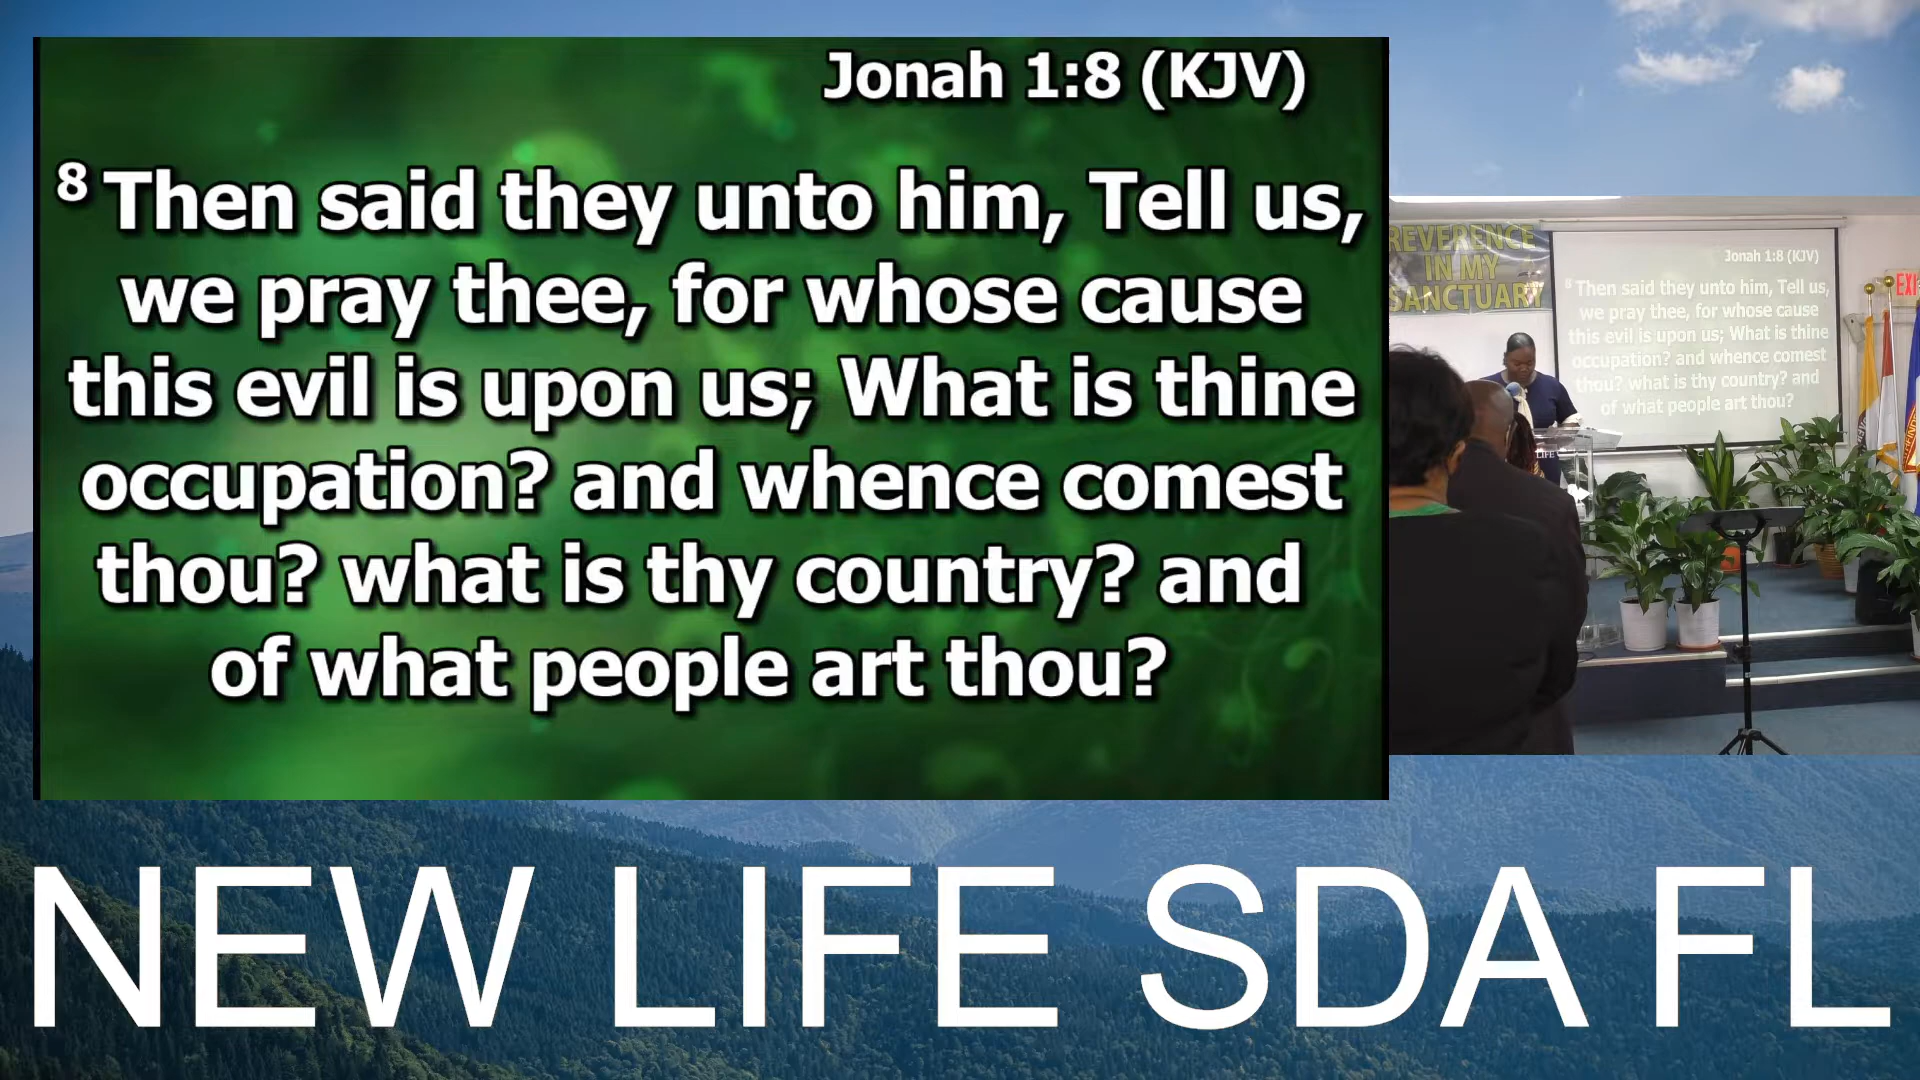 Jonah 1:8 (KJV)
8 Then said they unto him, Tell us,
we pray thee, for whose cause
this evil is upon us; What is thine
occupation? and whence comest
thou? what is thy country? and
of what people art thou?
REVERENCE
IN MY
SANCTUARY
Jonah 1:8 (KJV)
8 Then said they unto him, Tell us,
we pray thee, for whose cause
this evil is upon us; What is thine
occupation? and whence comest
thou? what is thy country? and
of what people art thou?
EXI
LIFE
NEW LIFE SDA FL